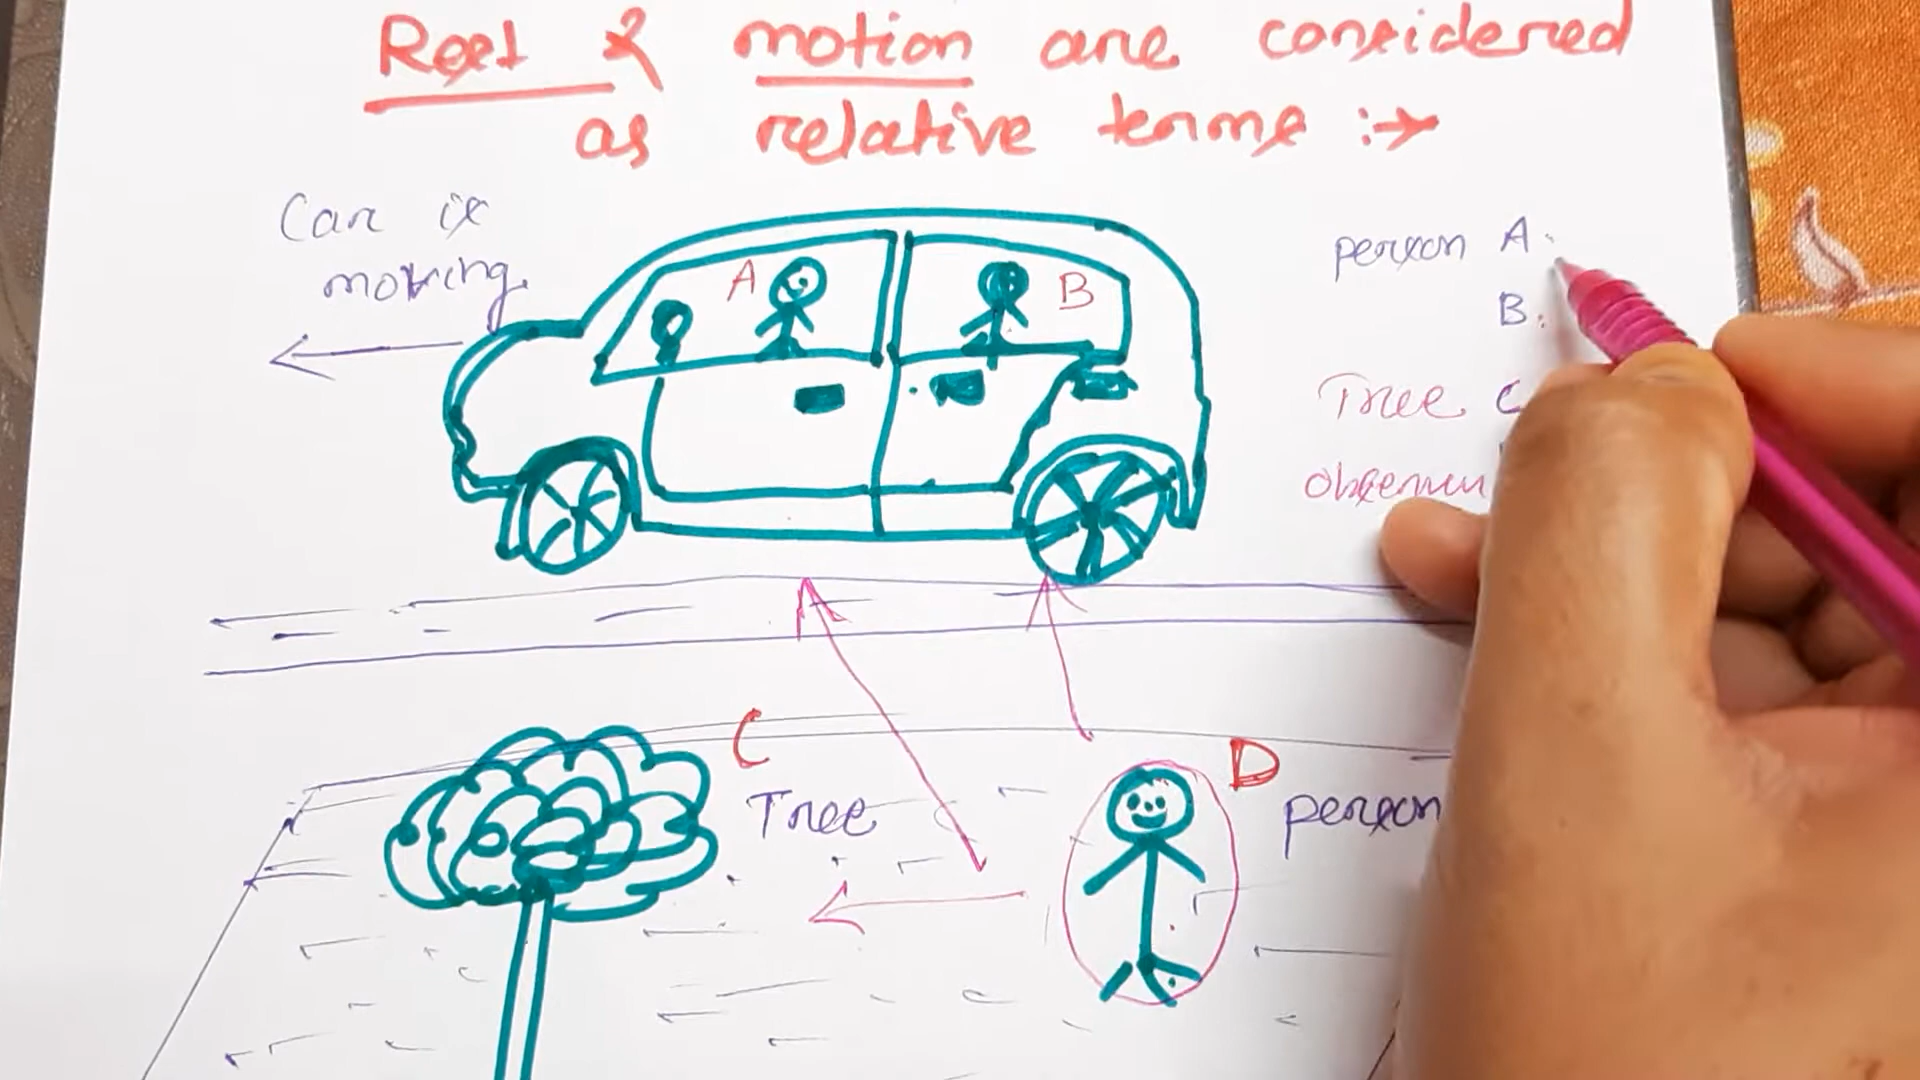 Rest & motion are considered
as relative terms :→
Car is
moving.
A
B
person A.
B.
Tree C
C
Tree
D
person